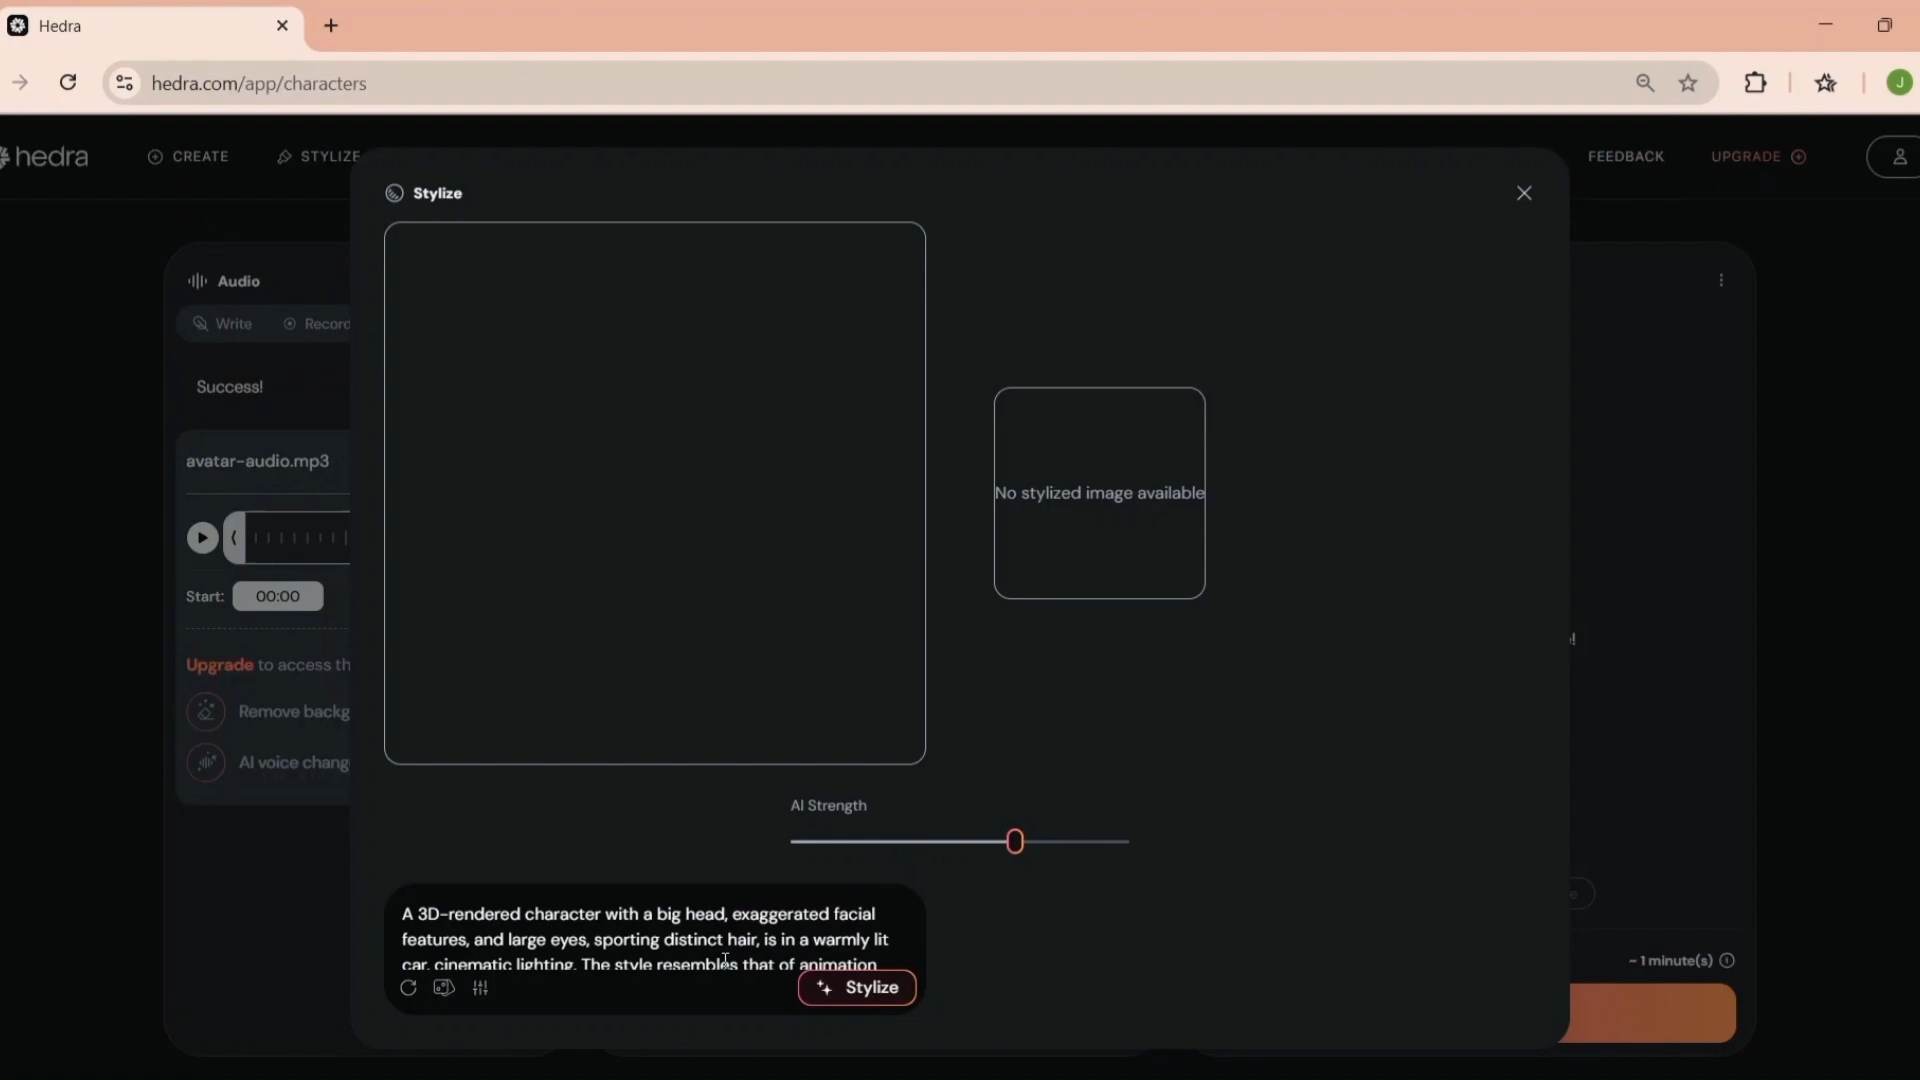 Hedra
hedra.com/app/characters
J
hedra
CREATE
STYLIZE
FEEDBACK
UPGRADE
Stylize
Audio
Write
Record
Success!
avatar-audio.mp3
No stylized image available
Start:
00:00
Upgrade to access th
Remove backg
AI voice chang
e!
AI Strength
A 3D-rendered character with a big head, exaggerated facial
features, and large eyes, sporting distinct hair, is in a warmly lit
car, cinematic lighting. The style resembles that of animation
Stylize
~ 1 minute(s)